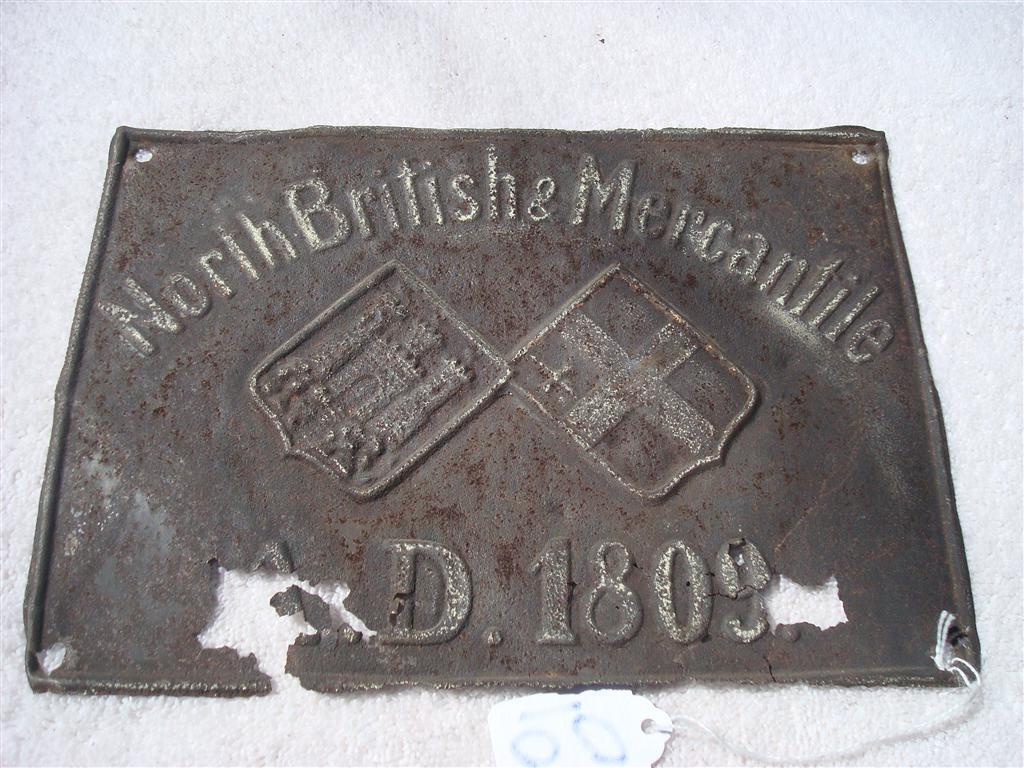 North British & Mercantile
A.D. 1809.